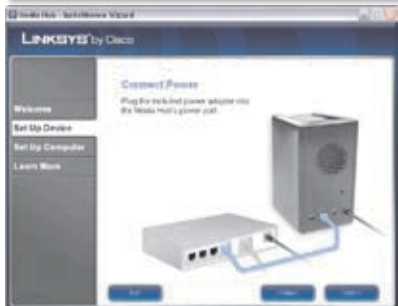 Media Hub - InstallShield Wizard
LINKSYS by Cisco
Welcome
Set Up Device
Set Up Computer
Learn More
Connect Power
Plug the included power adapter into
the Media Hub's power port.